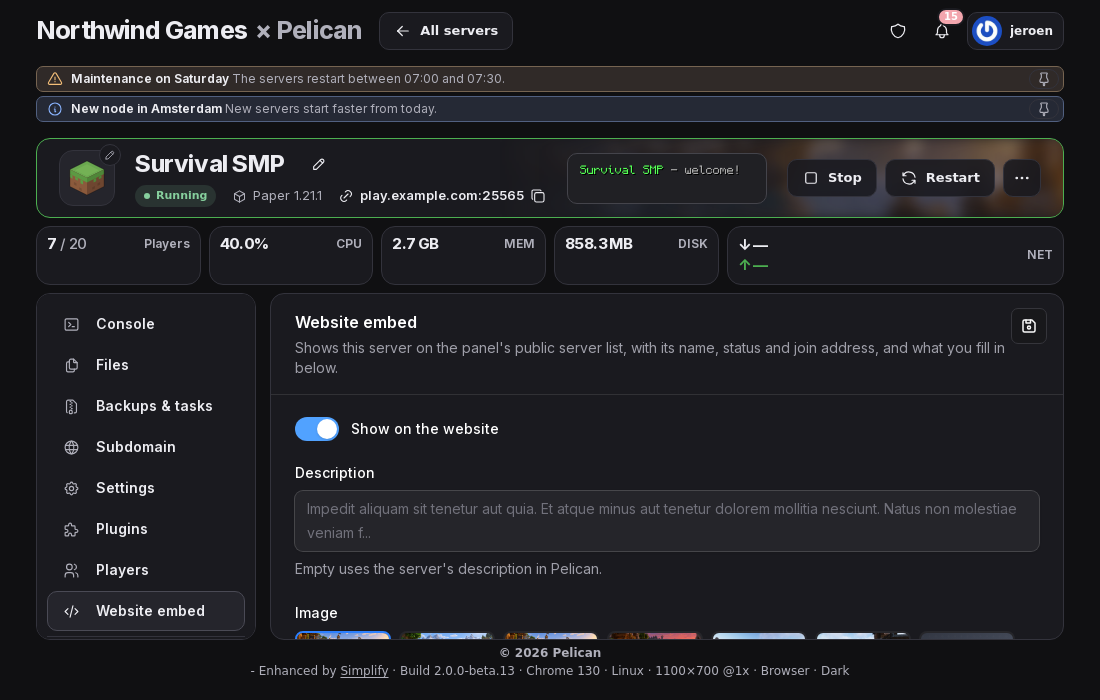 Northwind Games × Pelican
All servers
15
jeroen
Maintenance on Saturday The servers restart between 07:00 and 07:30.
New node in Amsterdam New servers start faster from today.
Survival SMP
Running
Paper 1.21.1
play.example.com:25565
Survival SMP — welcome!
Stop
Restart
7 / 20 Players
40.0% CPU
2.7 GB MEM
858.3 MB DISK
↓—
↑—
NET
Console
Files
Backups & tasks
Subdomain
Settings
Plugins
Players
Website embed
Website embed
Shows this server on the panel's public server list, with its name, status and join address, and what you fill in
below.
Show on the website
Description
Impedit aliquam sit tenetur aut quia. Et atque minus aut tenetur dolorem mollitia nesciunt. Natus non molestiae
veniam f...
Empty uses the server's description in Pelican.
Image
© 2026 Pelican
- Enhanced by Simplify · Build 2.0.0-beta.13 · Chrome 130 · Linux · 1100×700 @1x · Browser · Dark